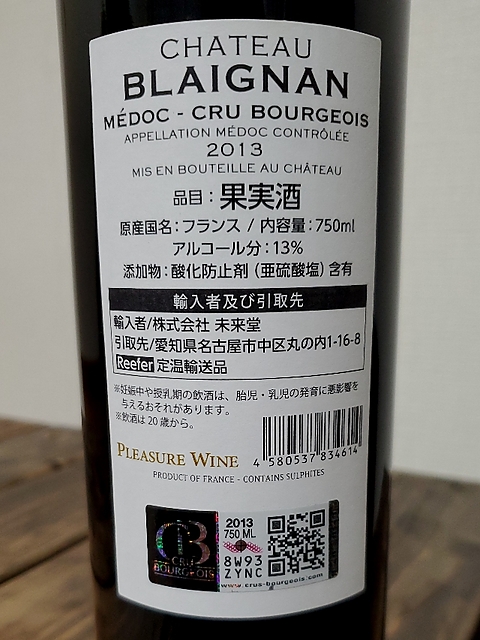 CHATEAU
BLAIGNAN
MÉDOC - CRU BOURGEOIS
APPELLATION MÉDOC CONTRÔLÉE
2013
MIS EN BOUTEILLE AU CHÂTEAU
品目：果実酒
原産国名：フランス / 内容量：750ml
アルコール分：13%
添加物：酸化防止剤（亜硫酸塩）含有
輸入者及び引取先
輸入者/株式会社 未来堂
引取先/愛知県名古屋市中区丸の内1-16-8
Reefer 定温輸送品
※妊娠中や授乳期の飲酒は、胎児・乳児の発育に悪影響を
与えるおそれがあります。
※飲酒は20歳から。
PLEASURE WINE
4 580537 834614
PRODUCT OF FRANCE - CONTAINS SULPHITES
CB
CRU
BOURGEOIS
2013
750 ML
8W93
ZYNC
www.crus-bourgeois.com